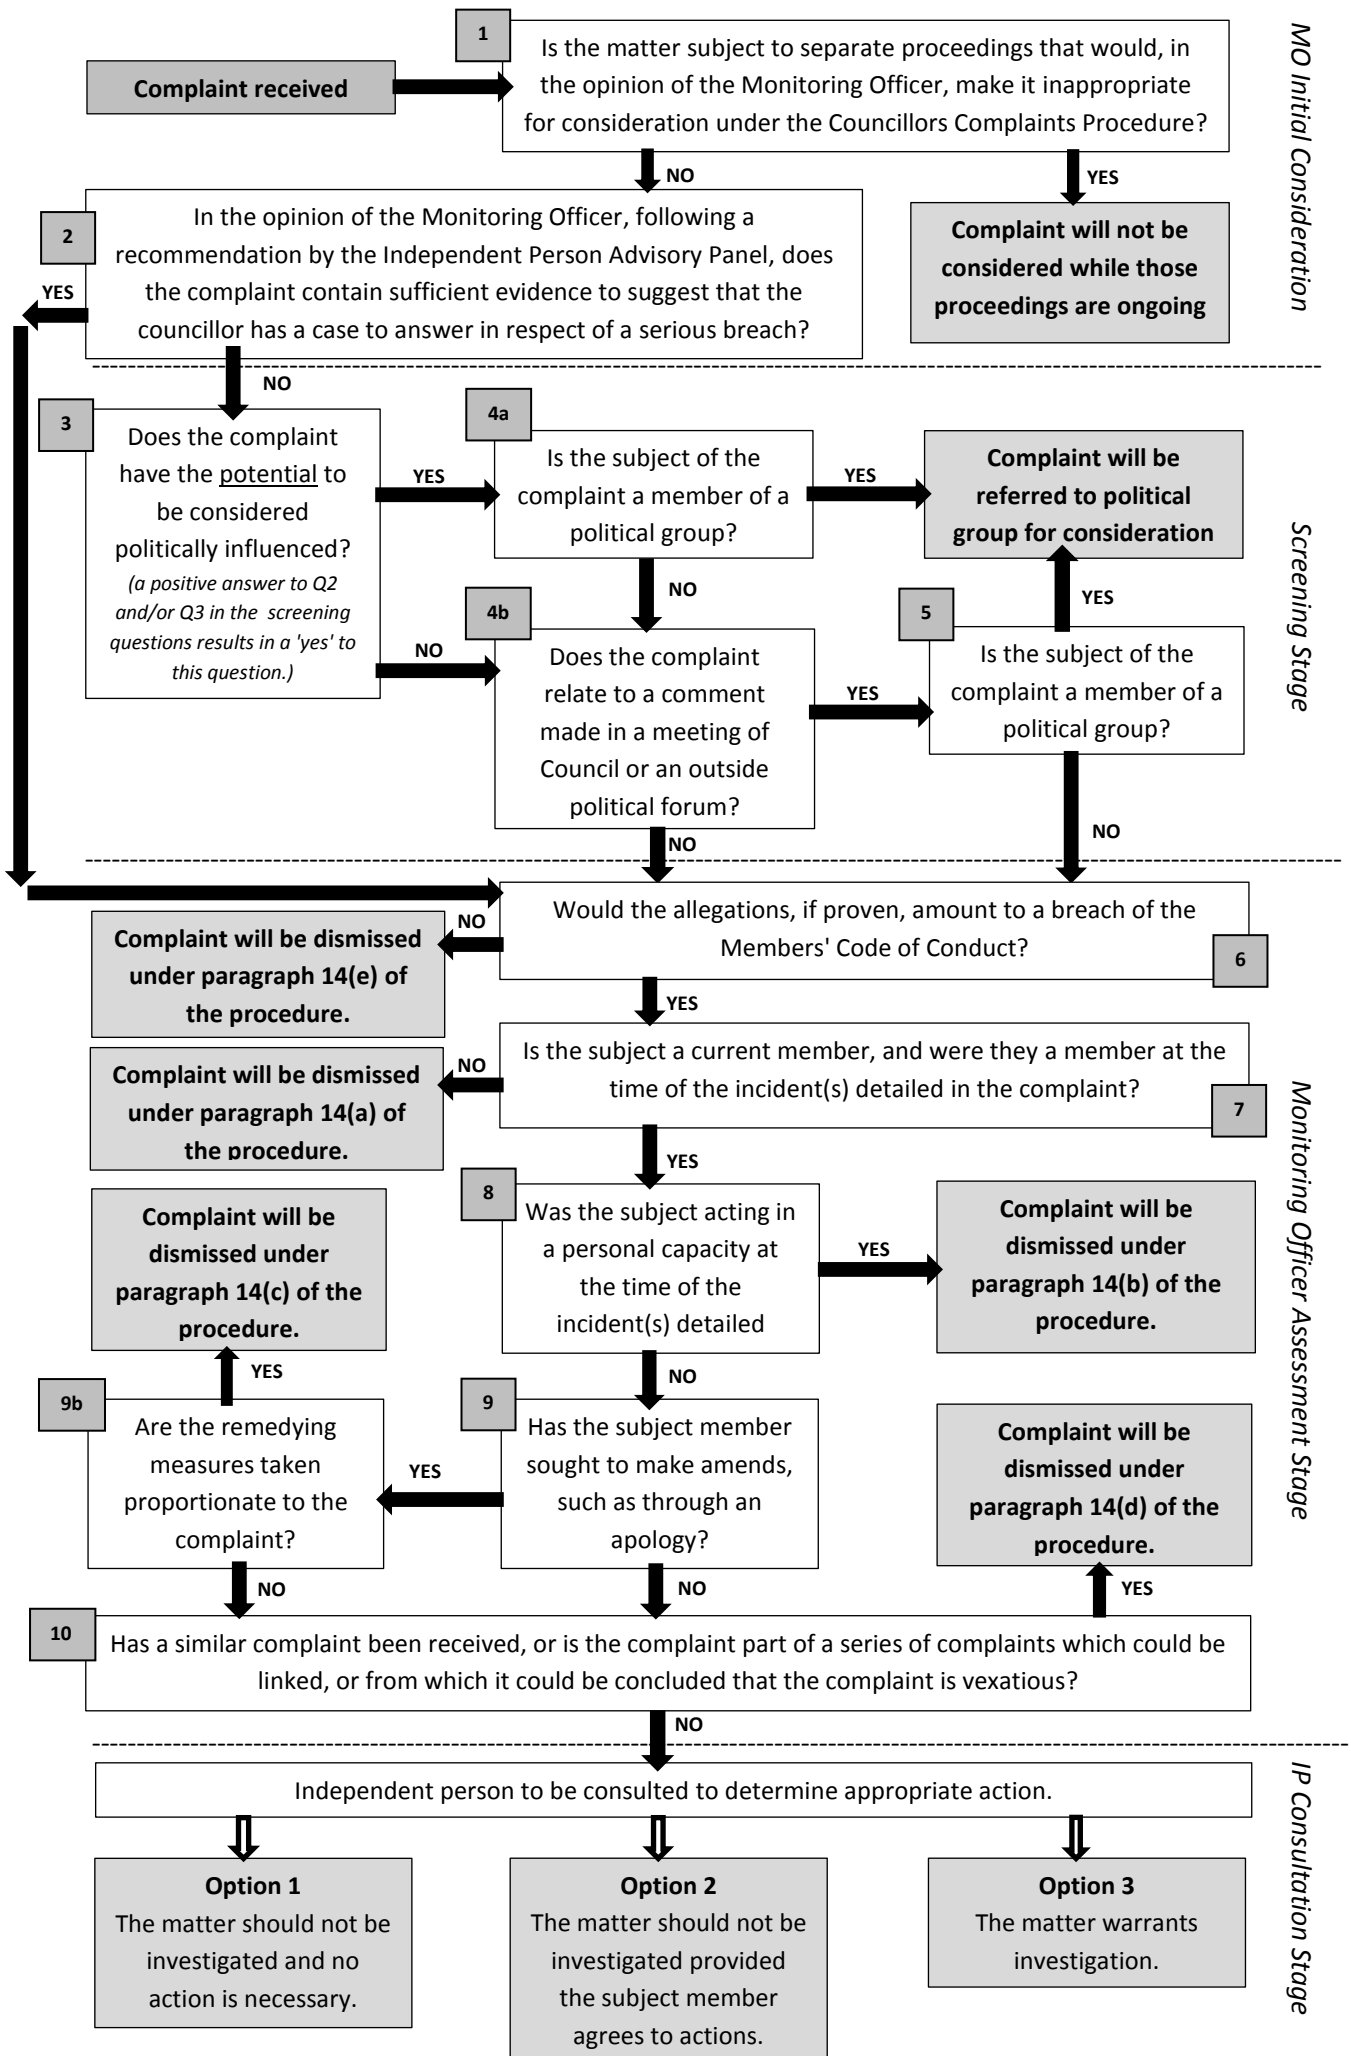 1
Is the matter subject to separate proceedings that would, in
the opinion of the Monitoring Officer, make it inappropriate
for consideration under the Councillors Complaints Procedure?
Complaint received
MO Initial Consideration
NO
YES
2
In the opinion of the Monitoring Officer, following a
recommendation by the Independent Person Advisory Panel, does
the complaint contain sufficient evidence to suggest that the
councillor has a case to answer in respect of a serious breach?
Complaint will not be
considered while those
proceedings are ongoing
YES
NO
3
Does the complaint
have the potential to
be considered
politically influenced?
(a positive answer to Q2
and/or Q3 in the screening
questions results in a 'yes' to
this question.)
YES
4a
Is the subject of the
complaint a member of a
political group?
YES
Complaint will be
referred to political
group for consideration
Screening Stage
NO
NO
4b
Does the complaint
relate to a comment
made in a meeting of
Council or an outside
political forum?
YES
5
YES
Is the subject of the
complaint a member of a
political group?
NO
NO
Would the allegations, if proven, amount to a breach of the
Members' Code of Conduct?
6
NO
Complaint will be dismissed
under paragraph 14(e) of
the procedure.
YES
Is the subject a current member, and were they a member at the
time of the incident(s) detailed in the complaint?
7
NO
Complaint will be dismissed
under paragraph 14(a) of
the procedure.
Monitoring Officer Assessment Stage
YES
8
Was the subject acting in
a personal capacity at
the time of the
incident(s) detailed
YES
Complaint will be
dismissed under
paragraph 14(b) of the
procedure.
Complaint will be
dismissed under
paragraph 14(c) of the
procedure.
YES
NO
9b
Are the remedying
measures taken
proportionate to the
complaint?
YES
9
Has the subject member
sought to make amends,
such as through an
apology?
Complaint will be
dismissed under
paragraph 14(d) of the
procedure.
NO
NO
YES
10
Has a similar complaint been received, or is the complaint part of a series of complaints which could be
linked, or from which it could be concluded that the complaint is vexatious?
NO
Independent person to be consulted to determine appropriate action.
IP Consultation Stage
Option 1
The matter should not be
investigated and no
action is necessary.
Option 2
The matter should not be
investigated provided
the subject member
agrees to actions.
Option 3
The matter warrants
investigation.